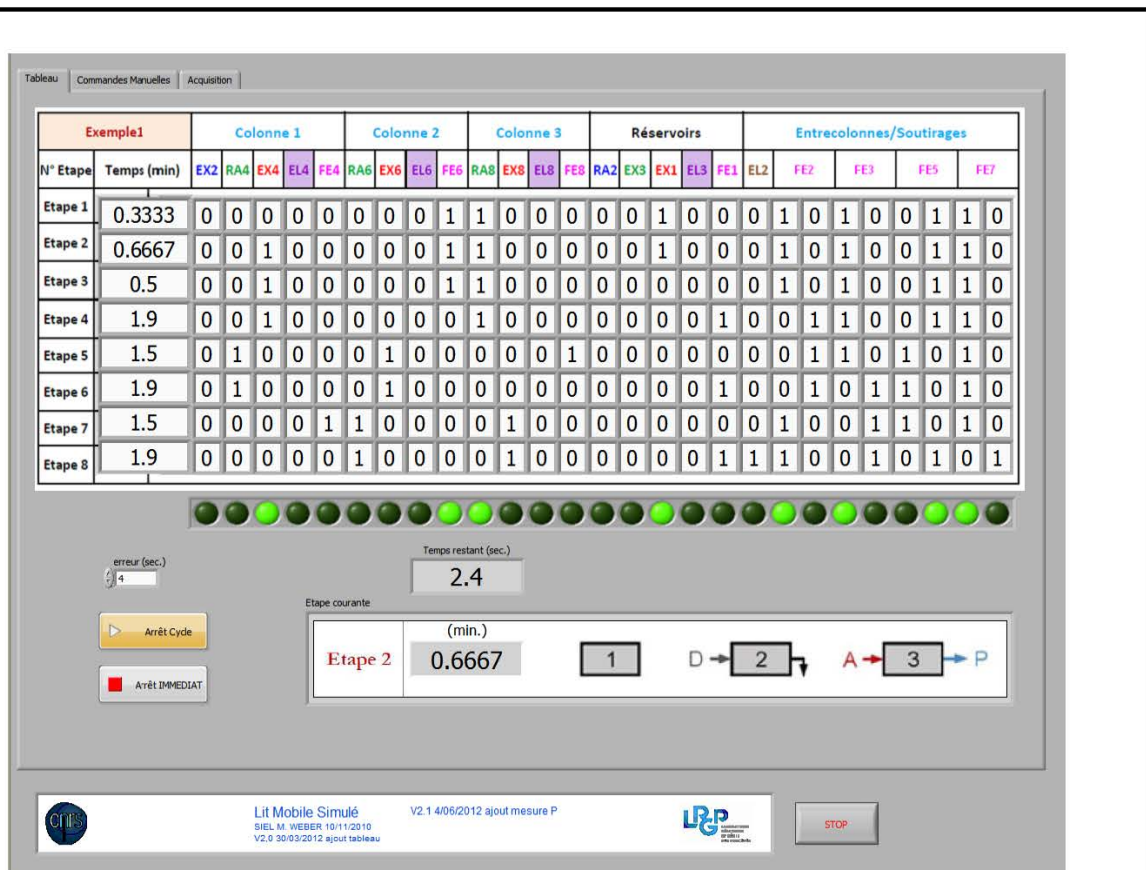 Tableau Commandes Manuelles Acquisition
Exemple1 Colonne 1 Colonne 2 Colonne 3 Réservoirs Entrecolonnes/Soutirages
N° Etape Temps (min) EX2 RA4 EX4 EL4 FE4 RA6 EX6 EL6 FE6 RA8 EX8 EL8 FE8 RA2 EX3 EX1 EL3 FE1 EL2 FE2 FE3 FE5 FE7
Etape 1 0.3333 0 0 0 0 0 0 0 0 1 1 0 0 0 0 0 1 0 0 0 1 0 1 0 0 1 1 0
Etape 2 0.6667 0 0 1 0 0 0 0 0 1 1 0 0 0 0 0 1 0 0 0 1 0 1 0 0 1 1 0
Etape 3 0.5 0 0 1 0 0 0 0 0 1 1 0 0 0 0 0 0 0 0 0 1 0 1 0 0 1 1 0
Etape 4 1.9 0 0 1 0 0 0 0 0 0 1 0 0 0 0 0 0 0 1 0 0 1 1 0 0 1 1 0
Etape 5 1.5 0 1 0 0 0 0 1 0 0 0 0 0 1 0 0 0 0 0 0 0 1 1 0 1 0 1 0
Etape 6 1.9 0 1 0 0 0 0 1 0 0 0 0 0 0 0 0 0 0 1 0 0 1 0 1 1 0 1 0
Etape 7 1.5 0 0 0 0 1 1 0 0 0 0 1 0 0 0 0 0 0 0 0 1 0 0 1 1 0 1 0
Etape 8 1.9 0 0 0 0 0 1 0 0 0 0 1 0 0 0 0 0 0 1 1 1 0 0 1 0 1 0 1
erreur (sec.)
4
Temps restant (sec.)
2.4
Arrêt Cycle
Arrêt IMMEDIAT
Etape courante
(min.)
Etape 2 0.6667 1 D 2 A 3 P
cnrs
Lit Mobile Simulé
SIEL M. WEBER 10/11/2010
V2,0 30/03/2012 ajout tableau
V2.1 4/06/2012 ajout mesure P
LRGP
STOP